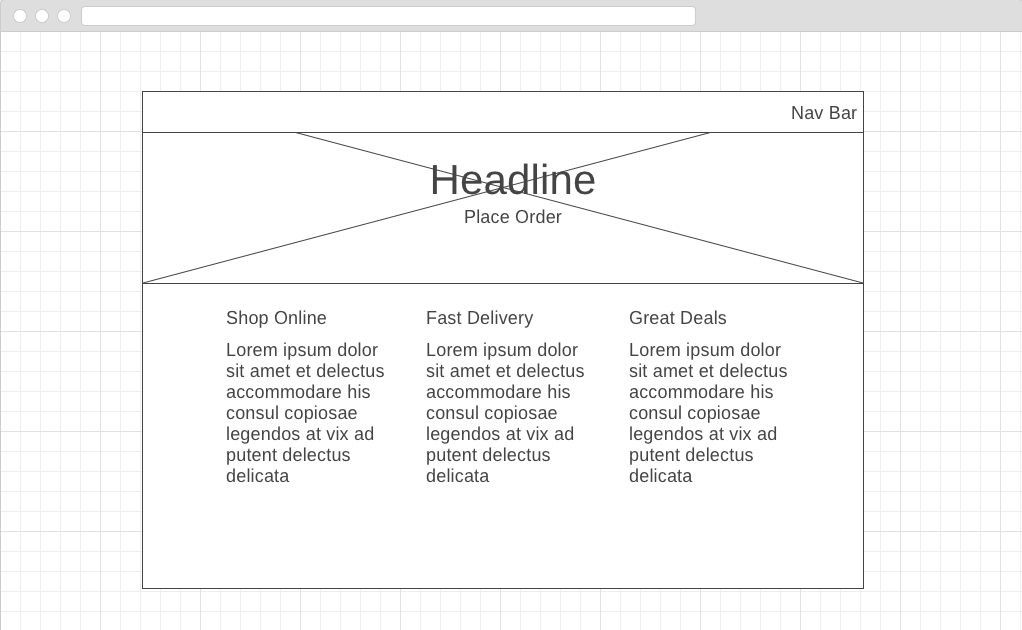 Nav Bar
Headline
Place Order
Shop Online
Lorem ipsum dolor
sit amet et delectus
accommodare his
consul copiosae
legendos at vix ad
putent delectus
delicata
Fast Delivery
Lorem ipsum dolor
sit amet et delectus
accommodare his
consul copiosae
legendos at vix ad
putent delectus
delicata
Great Deals
Lorem ipsum dolor
sit amet et delectus
accommodare his
consul copiosae
legendos at vix ad
putent delectus
delicata